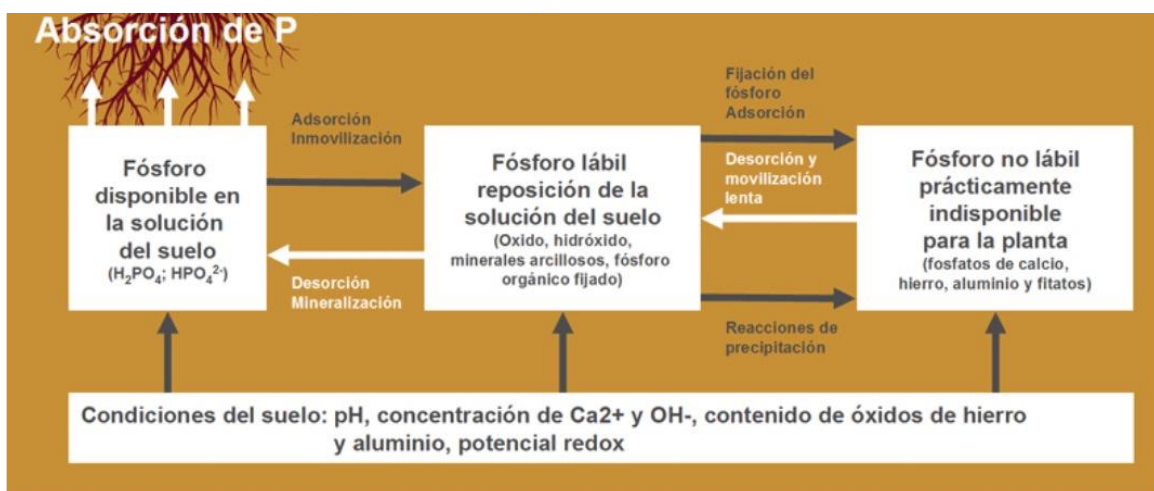 Absorción de P
Fósforo
disponible en
la solución
del suelo
(H₂PO₄; HPO₄²⁻)
Adsorción
Inmovilización
Desorción
Mineralización
Fósforo lábil
reposición de la
solución del suelo
(Oxido, hidróxido,
minerales arcillosos, fósforo
orgánico fijado)
Fijación del
fósforo
Adsorción
Desorción y
movilización
lenta
Reacciones de
precipitación
Fósforo no lábil
prácticamente
indisponible
para la planta
(fosfatos de calcio,
hierro, aluminio y fitatos)
Condiciones del suelo: pH, concentración de Ca2+ y OH-, contenido de óxidos de hierro
y aluminio, potencial redox